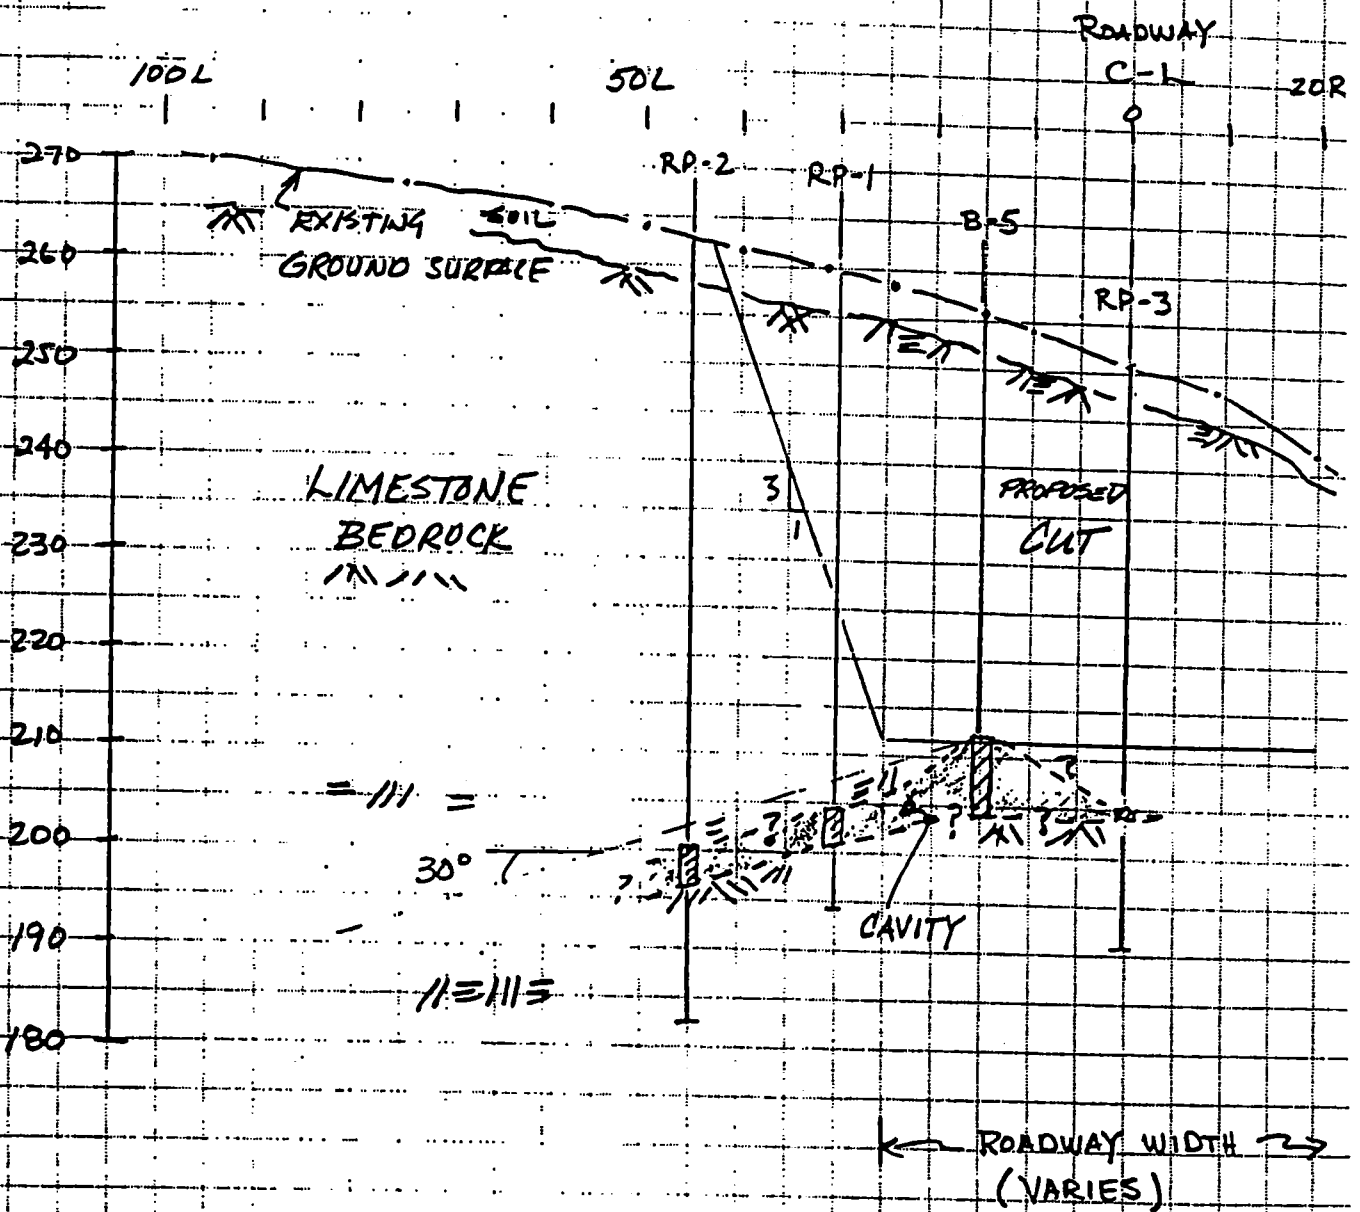 ROADWAY
C-L
100L
50L
20R
0
270
RP-2
RP-1
EXISTING
SOIL
B-5
260
GROUND SURFACE
RP-3
250
240
LIMESTONE
3
PROPOSED
BEDROCK
1
CUT
230
220
210
?
200
?
?
?
30°
?
190
CAVITY
180
ROADWAY WIDTH
(VARIES)